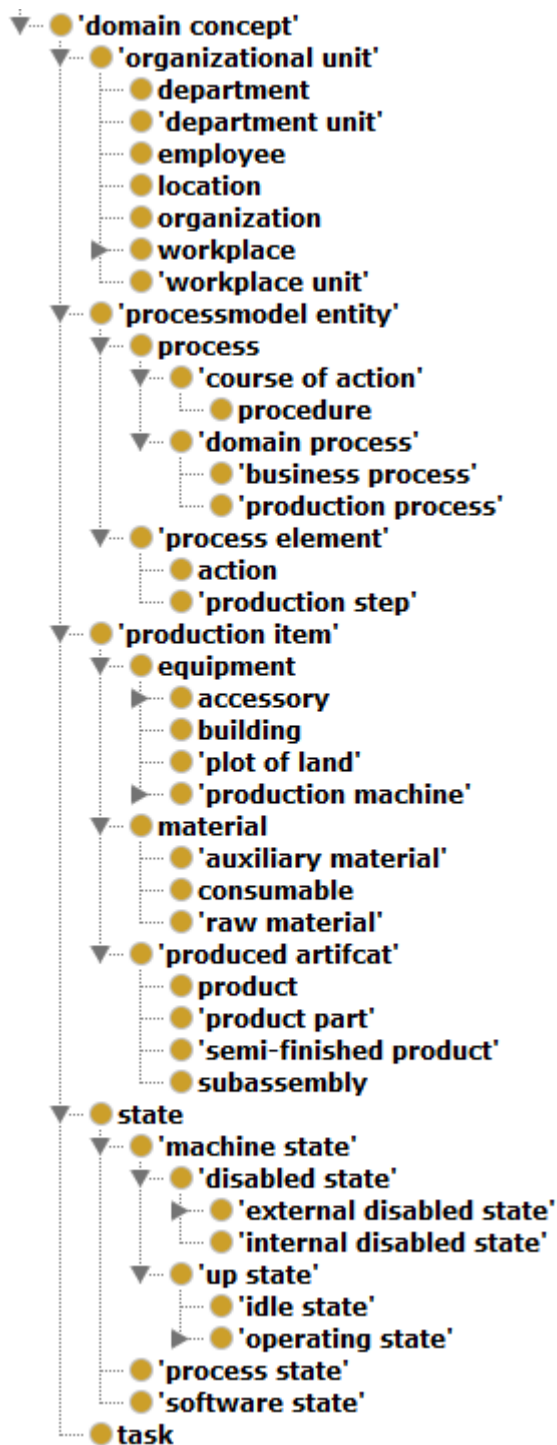 'domain concept'
'organizational unit'
department
'department unit'
employee
location
organization
workplace
'workplace unit'
'processmodel entity'
process
'course of action'
procedure
'domain process'
'business process'
'production process'
'process element'
action
'production step'
'production item'
equipment
accessory
building
'plot of land'
'production machine'
material
'auxiliary material'
consumable
'raw material'
'produced artifcat'
product
'product part'
'semi-finished product'
subassembly
state
'machine state'
'disabled state'
'external disabled state'
'internal disabled state'
'up state'
'idle state'
'operating state'
'process state'
'software state'
task